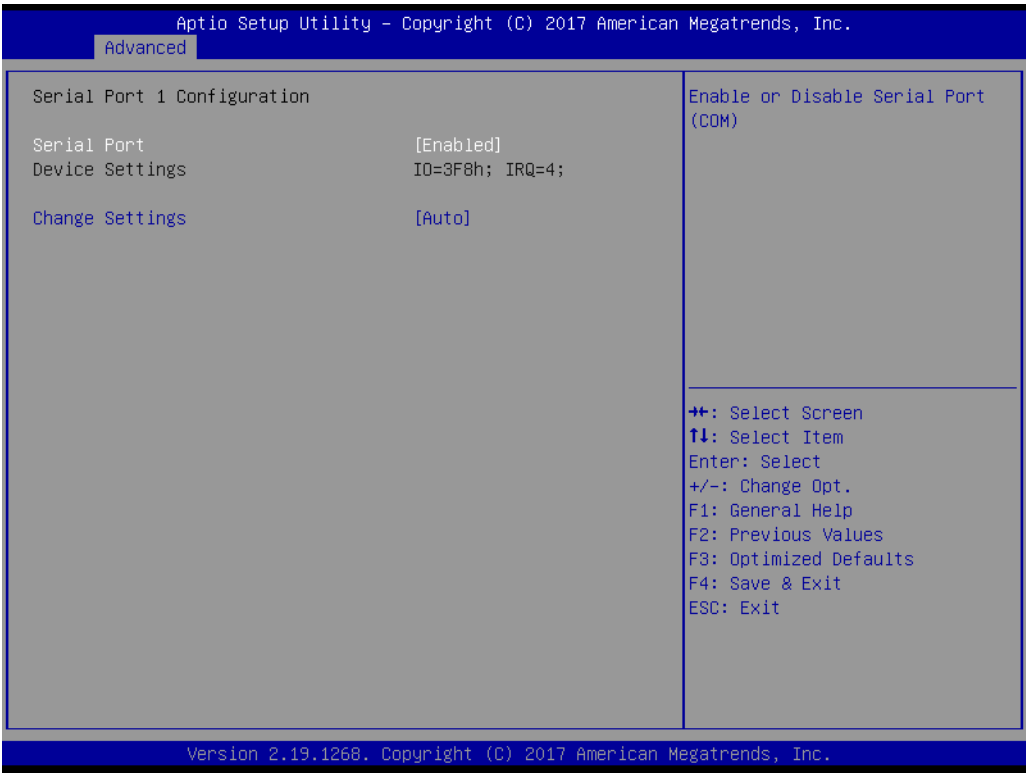 Aptio Setup Utility – Copyright (C) 2017 American Megatrends, Inc.
Advanced
Serial Port 1 Configuration
Serial Port [Enabled]
Device Settings IO=3F8h; IRQ=4;
Change Settings [Auto]
Enable or Disable Serial Port
(COM)
→←: Select Screen
↑↓: Select Item
Enter: Select
+/-: Change Opt.
F1: General Help
F2: Previous Values
F3: Optimized Defaults
F4: Save & Exit
ESC: Exit
Version 2.19.1268. Copyright (C) 2017 American Megatrends, Inc.